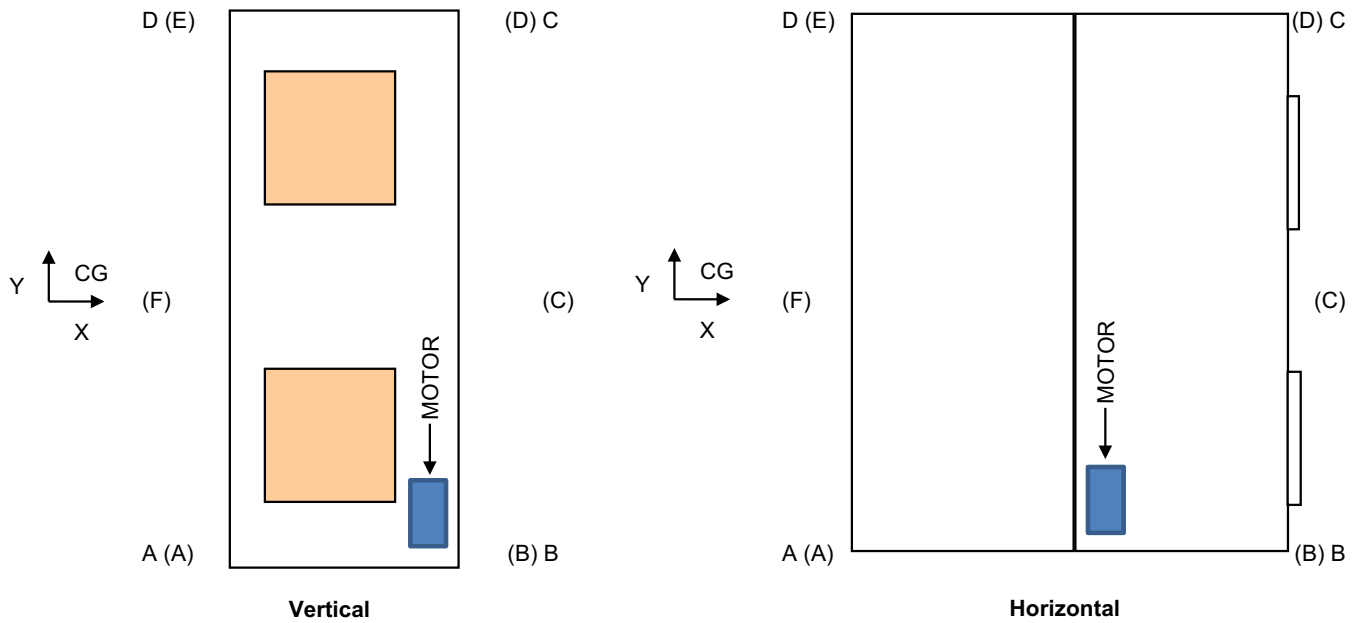 D (E)
(D) C
Y
CG
X
(F)
(C)
MOTOR
A (A)
(B) B
Vertical
D (E)
(D) C
Y
CG
X
(F)
(C)
MOTOR
A (A)
(B) B
Horizontal